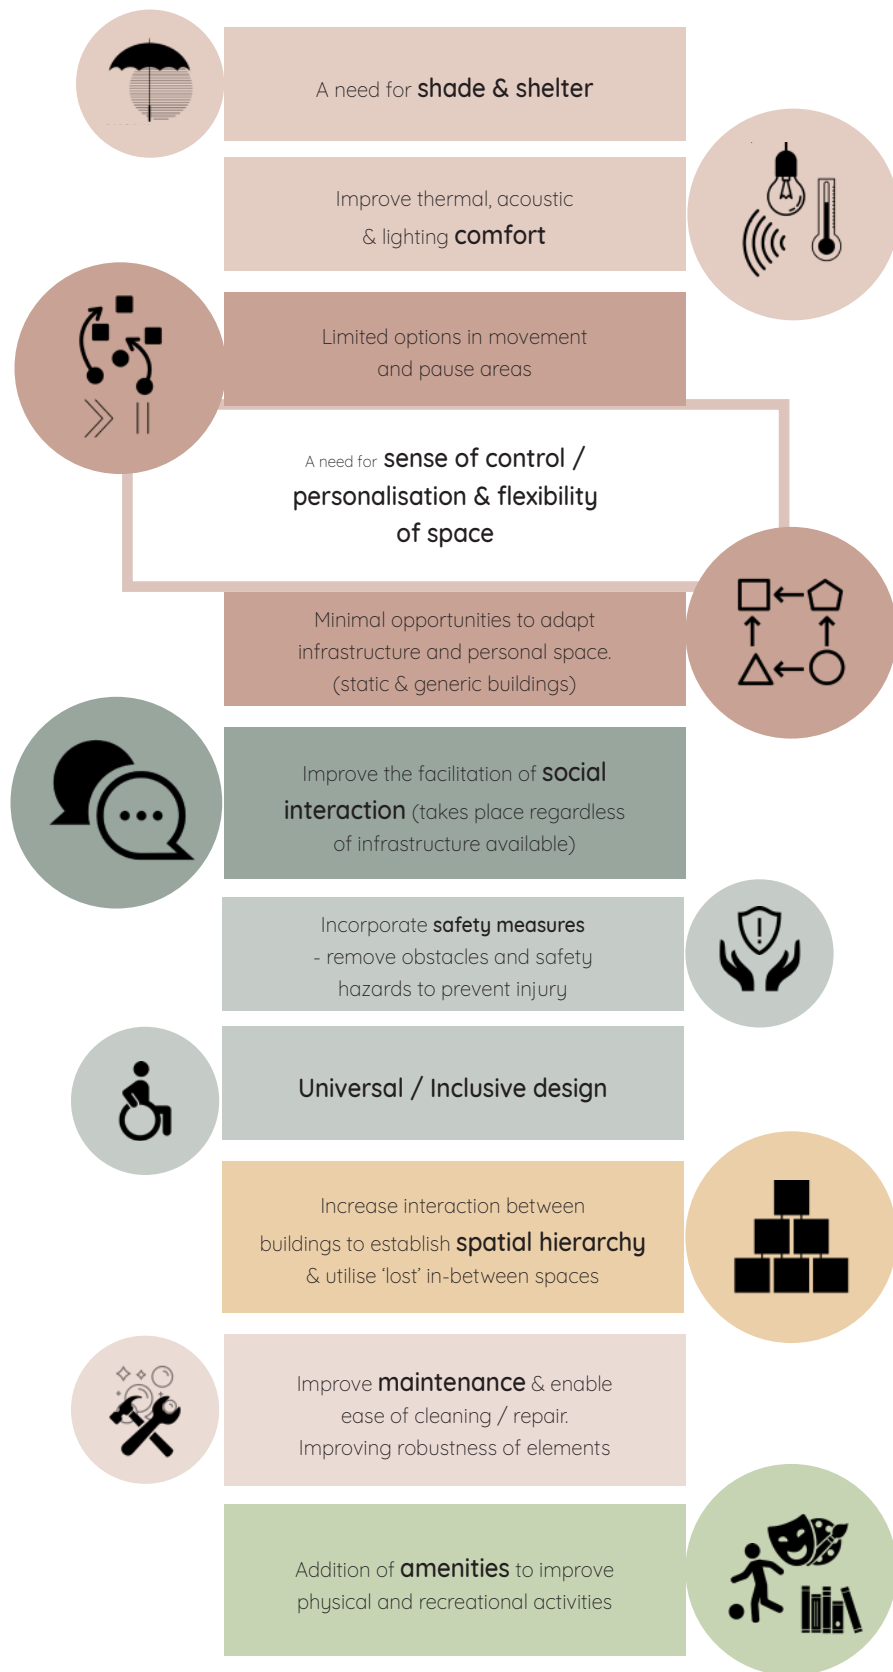 A need for shade & shelter
Improve thermal, acoustic
& lighting comfort
Limited options in movement
and pause areas
A need for sense of control /
personalisation & flexibility
of space
Minimal opportunities to adapt
infrastructure and personal space.
(static & generic buildings)
Improve the facilitation of social
interaction (takes place regardless
of infrastructure available)
Incorporate safety measures
- remove obstacles and safety
hazards to prevent injury
Universal / Inclusive design
Increase interaction between
buildings to establish spatial hierarchy
& utilise ‘lost’ in-between spaces
Improve maintenance & enable
ease of cleaning / repair.
Improving robustness of elements
Addition of amenities to improve
physical and recreational activities